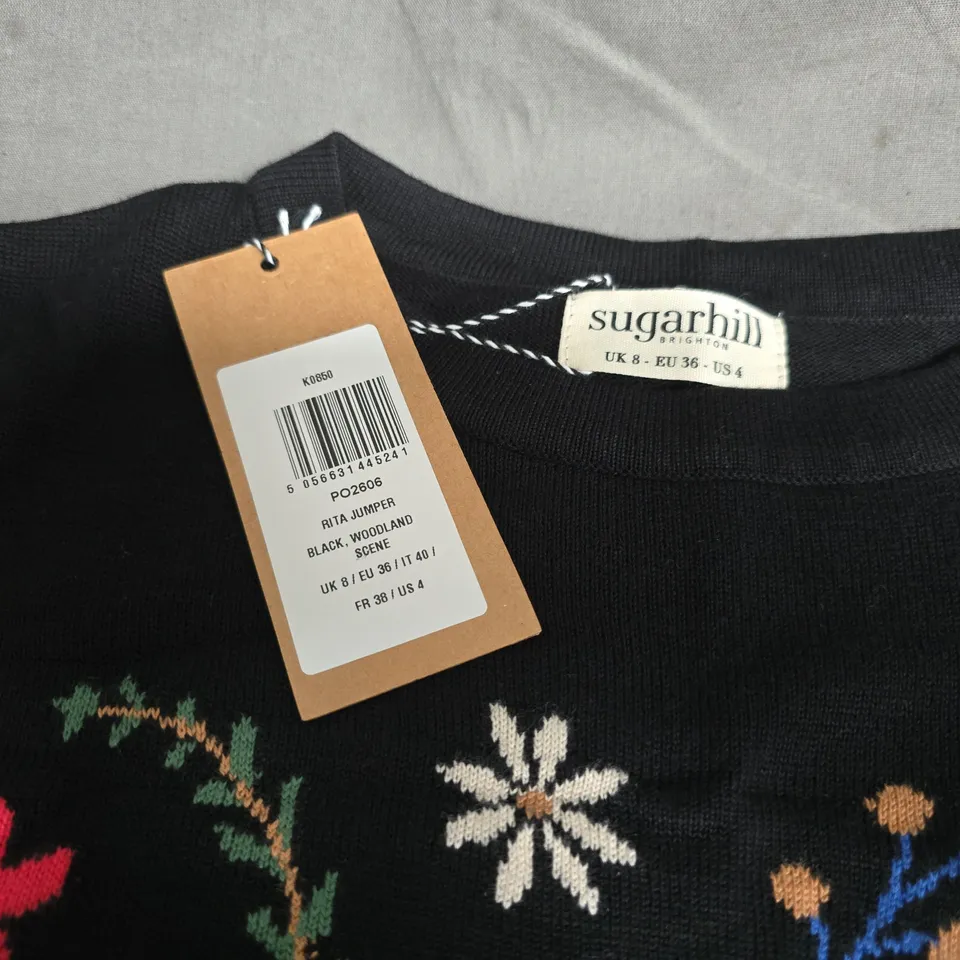 K0850
5 056631 445241
PO2606
RITA JUMPER
BLACK, WOODLAND
SCENE
UK 8 / EU 36 / IT 40 /
FR 38 / US 4
sugarhill
BRIGHTON
UK 8 - EU 36 - US 4